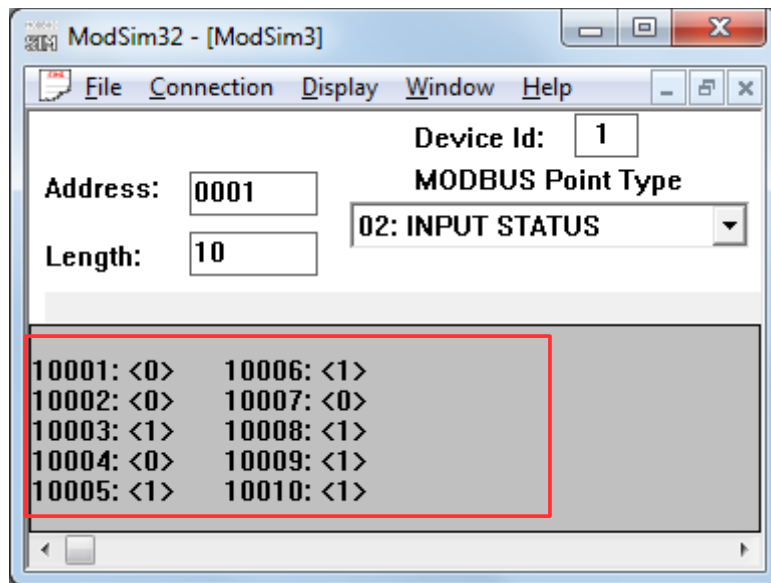 ModSim32 - [ModSim3]
File Connection Display Window Help
Device Id: 1
Address: 0001
MODBUS Point Type
02: INPUT STATUS
Length: 10
10001: <0> 10006: <1>
10002: <0> 10007: <0>
10003: <1> 10008: <1>
10004: <0> 10009: <1>
10005: <1> 10010: <1>